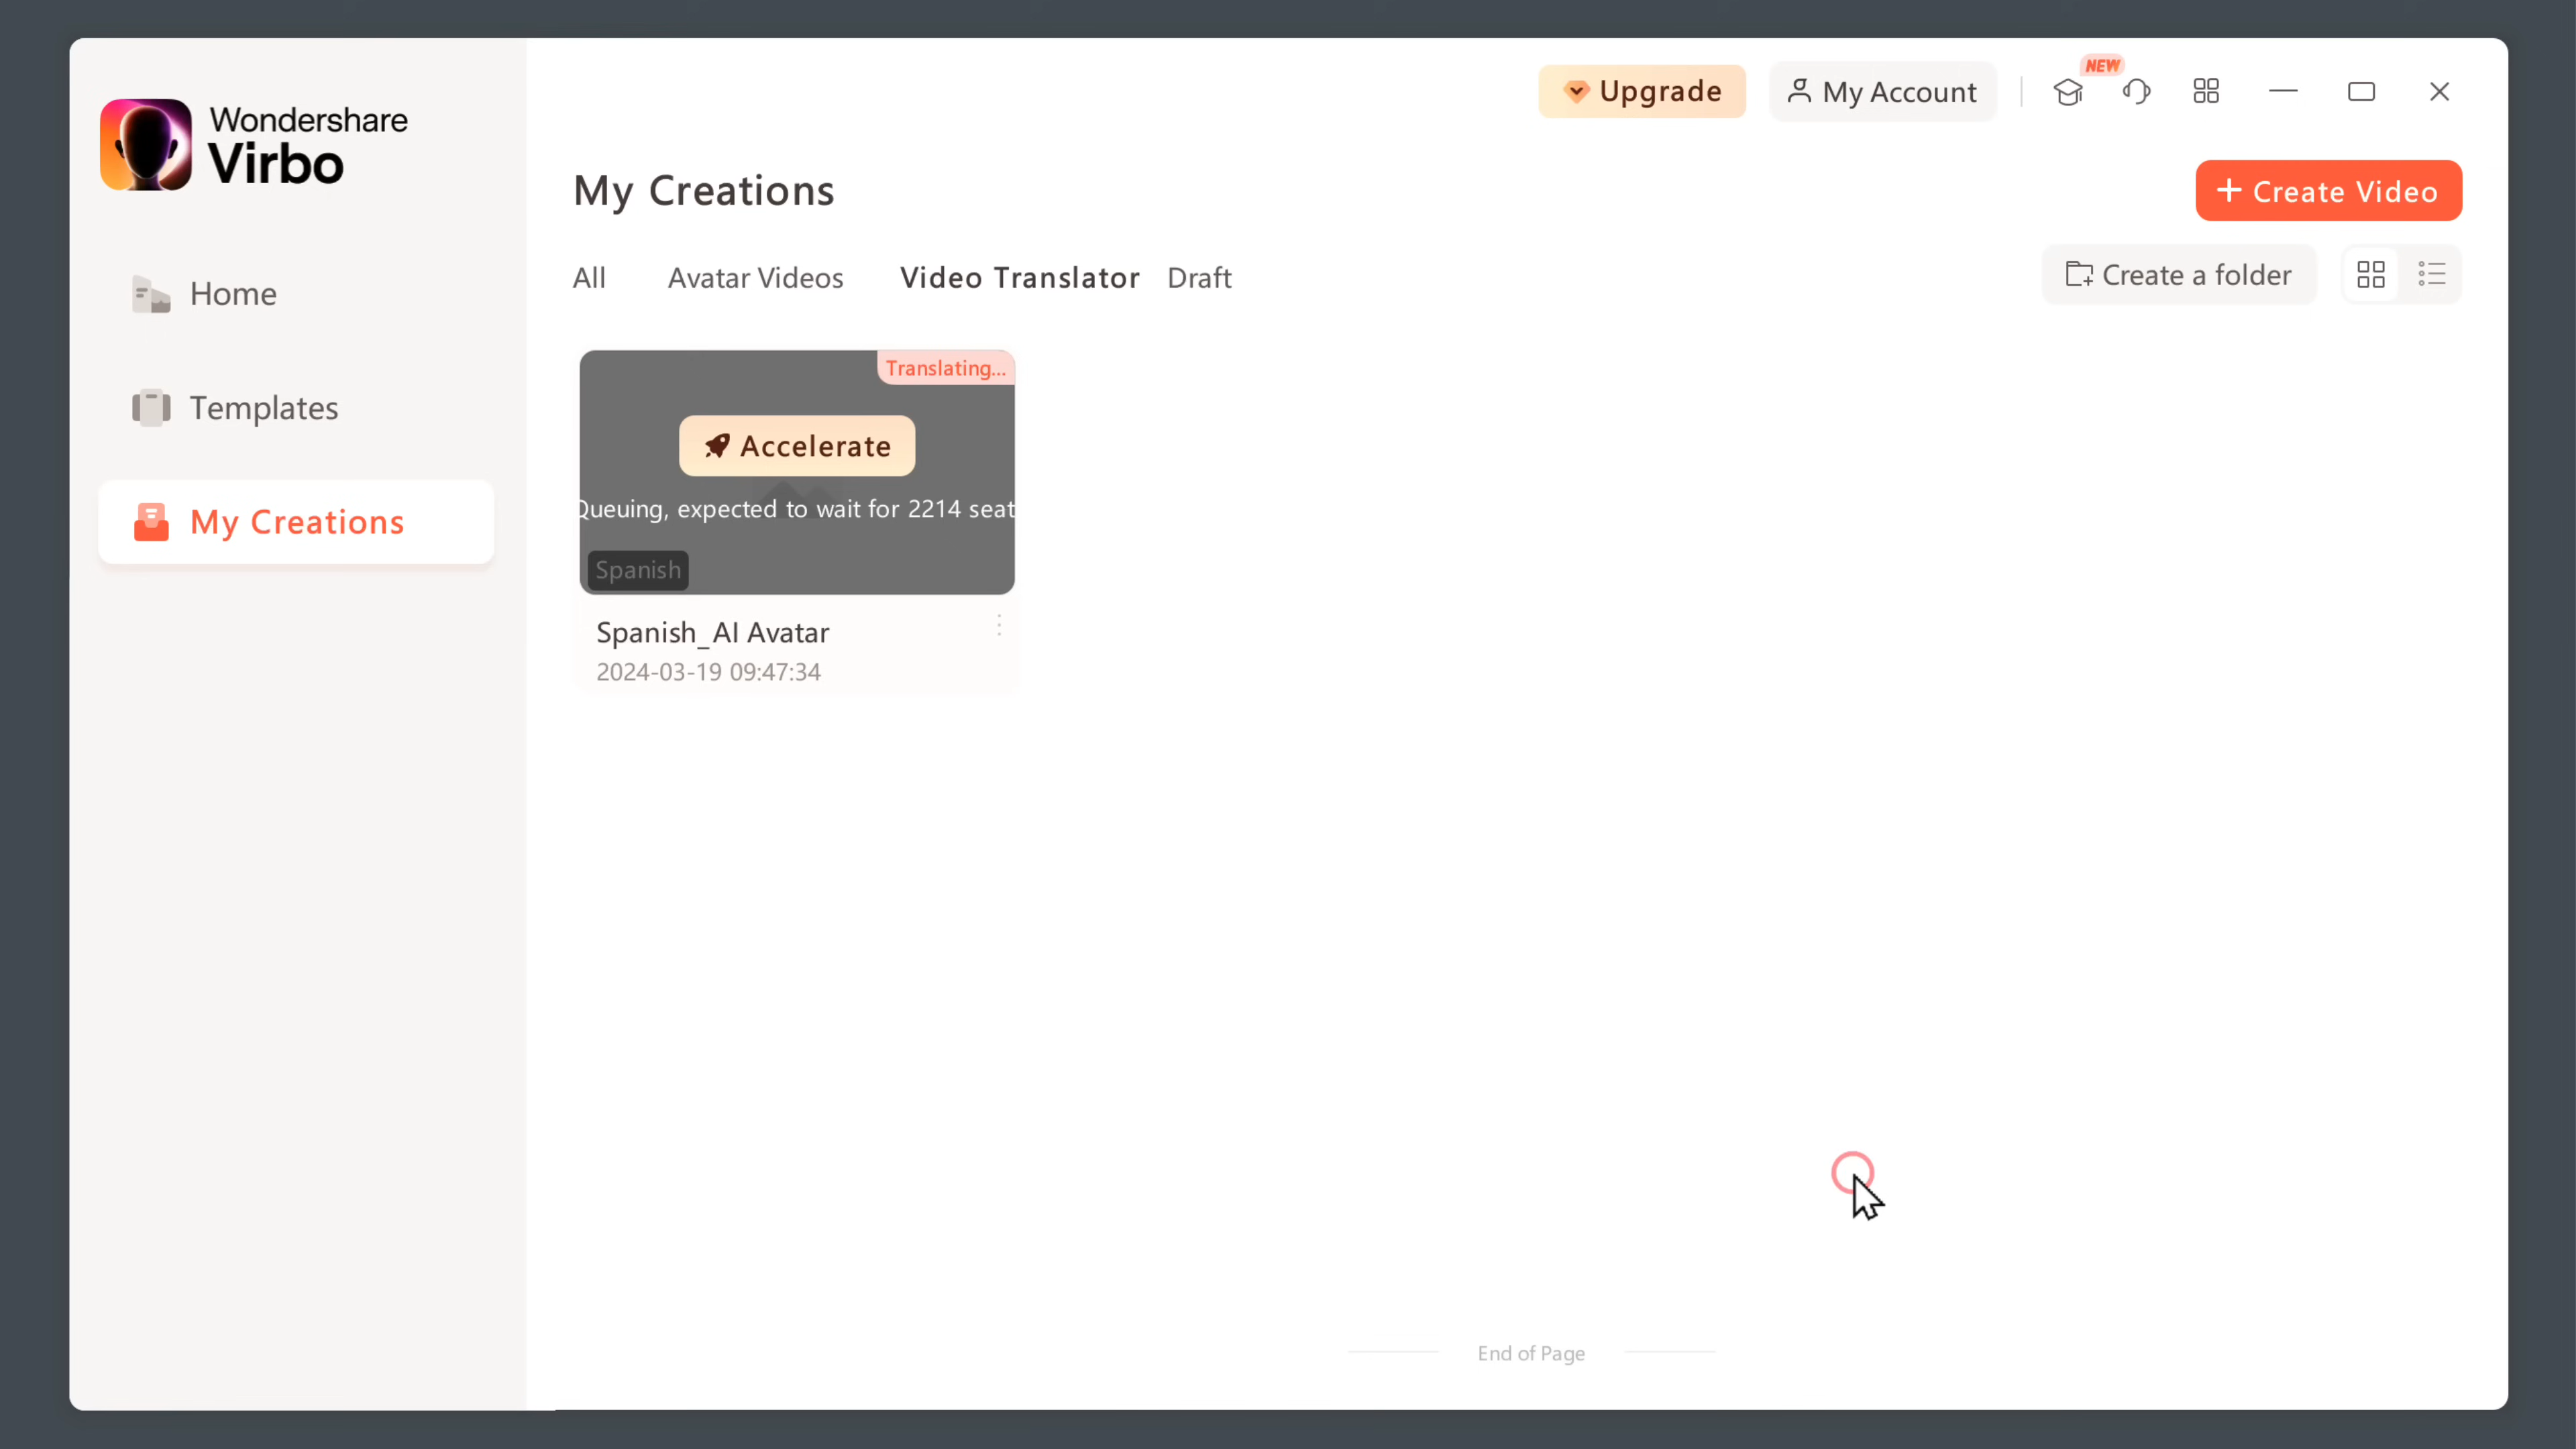 Wondershare
Virbo
Upgrade
My Account
NEW
My Creations
Create Video
All
Avatar Videos
Video Translator
Draft
Create a folder
Home
Templates
My Creations
Translating...
Accelerate
Queuing, expected to wait for 2214 seat
Spanish
Spanish_AI Avatar
2024-03-19 09:47:34
End of Page